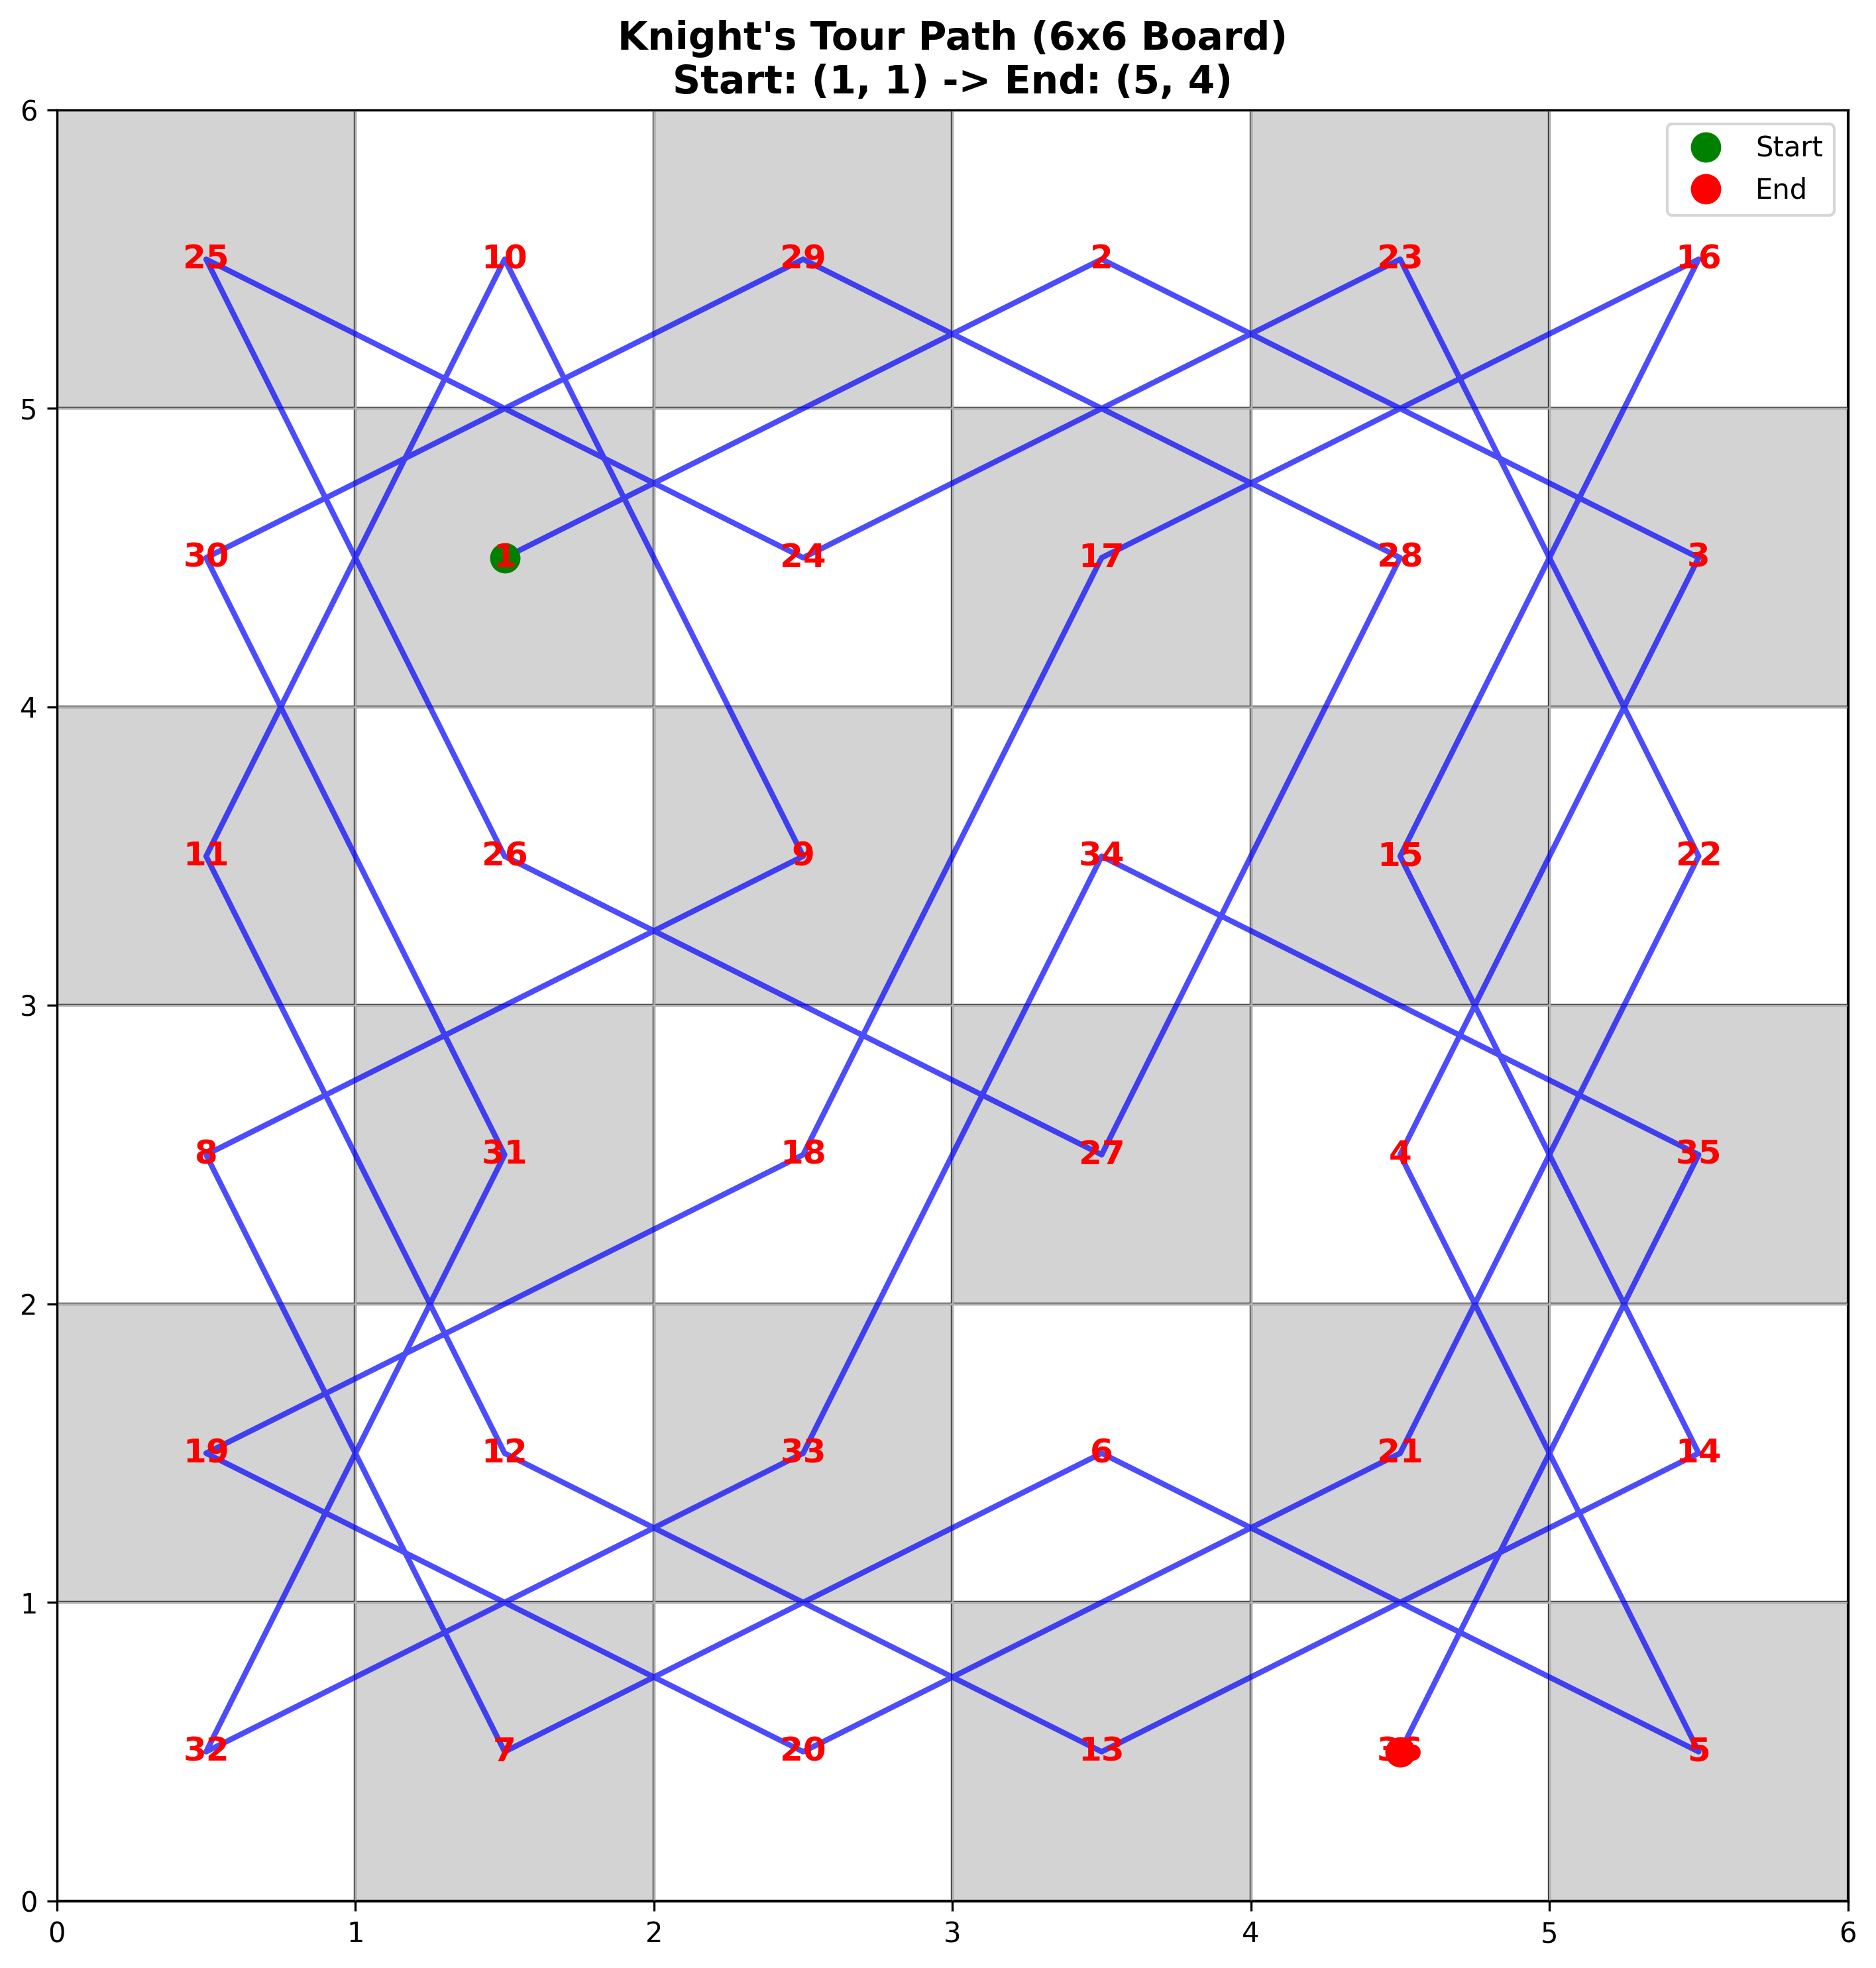 Knight's Tour Path (6x6 Board)
Start: (1, 1) -> End: (5, 4)
Start
End
6
25 10 29 2 23 16
5
30 1 24 17 28 3
4
11 26 9 34 15 22
3
8 31 18 27 4 35
2
19 12 33 6 21 14
1
32 7 20 13 36 5
0
0 1 2 3 4 5 6